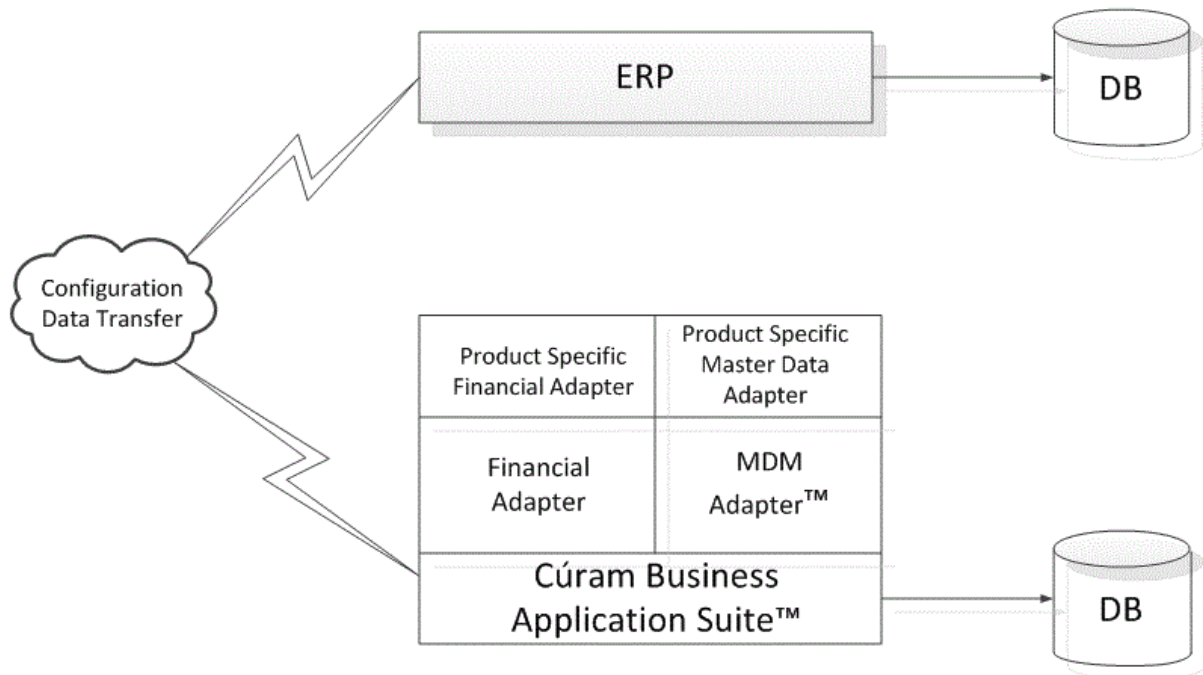 ERP
DB
Configuration
Data Transfer
Product Specific
Financial Adapter
Product Specific
Master Data
Adapter
Financial
Adapter
MDM
Adapter™
Cúram Business
Application Suite™
DB